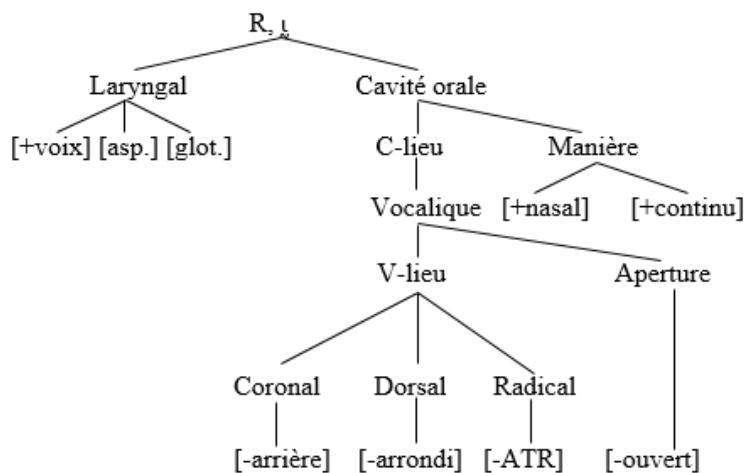 R, ɩ̰
Laryngal Cavité orale
[+voix] [asp.] [glot.] C-lieu Manière
Vocalique [+nasal] [+continu]
V-lieu Aperture
Coronal Dorsal Radical
[-arrière] [-arrondi] [-ATR] [-ouvert]